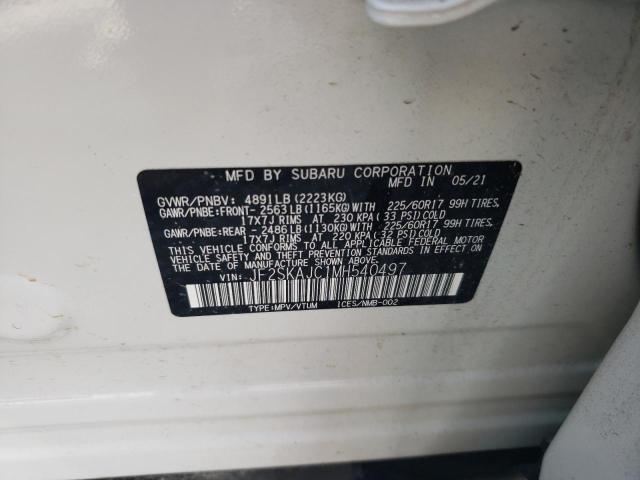 MFD BY SUBARU CORPORATION
GVWR/PNBV: 4891LB (2223KG) MFD IN 05/21
GAWR/PNBE:FRONT- 2563LB (1165KG)WITH 225/60R17 99H TIRES,
17X7J RIMS AT 230 KPA (33 PSI)COLD
GAWR/PNBE:REAR - 2486LB (1130KG)WITH 225/60R17 99H TIRES,
17X7J RIMS AT 220 KPA (32 PSI)COLD
THIS VEHICLE CONFORMS TO ALL APPLICABLE FEDERAL MOTOR
VEHICLE SAFETY AND THEFT PREVENTION STANDARDS IN EFFECT
ON THE DATE OF MANUFACTURE SHOWN ABOVE.
VIN: JF2SKAJC1MH540497
TYPE:MPV/VTUM ICES/NMB-002